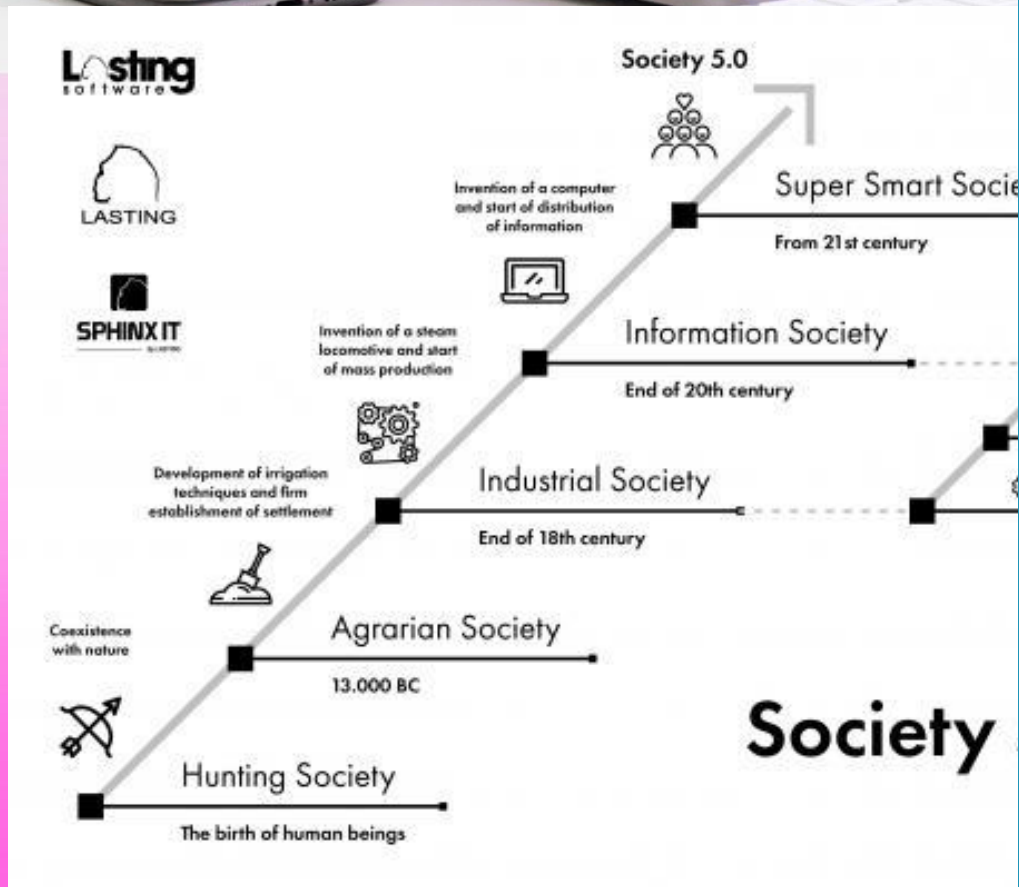 Lasting
software
LASTING
SPHINX IT
by LASTING
Society 5.0
Super Smart
From 21st century
Invention of a computer
and start of distribution
of information
Information Society
End of 20th century
Invention of a steam
locomotive and start
of mass production
Industrial Society
End of 18th century
Development of irrigation
techniques and firm
establishment of settlement
Agrarian Society
13.000 BC
Coexistence
with nature
Hunting Society
The birth of human beings
Society